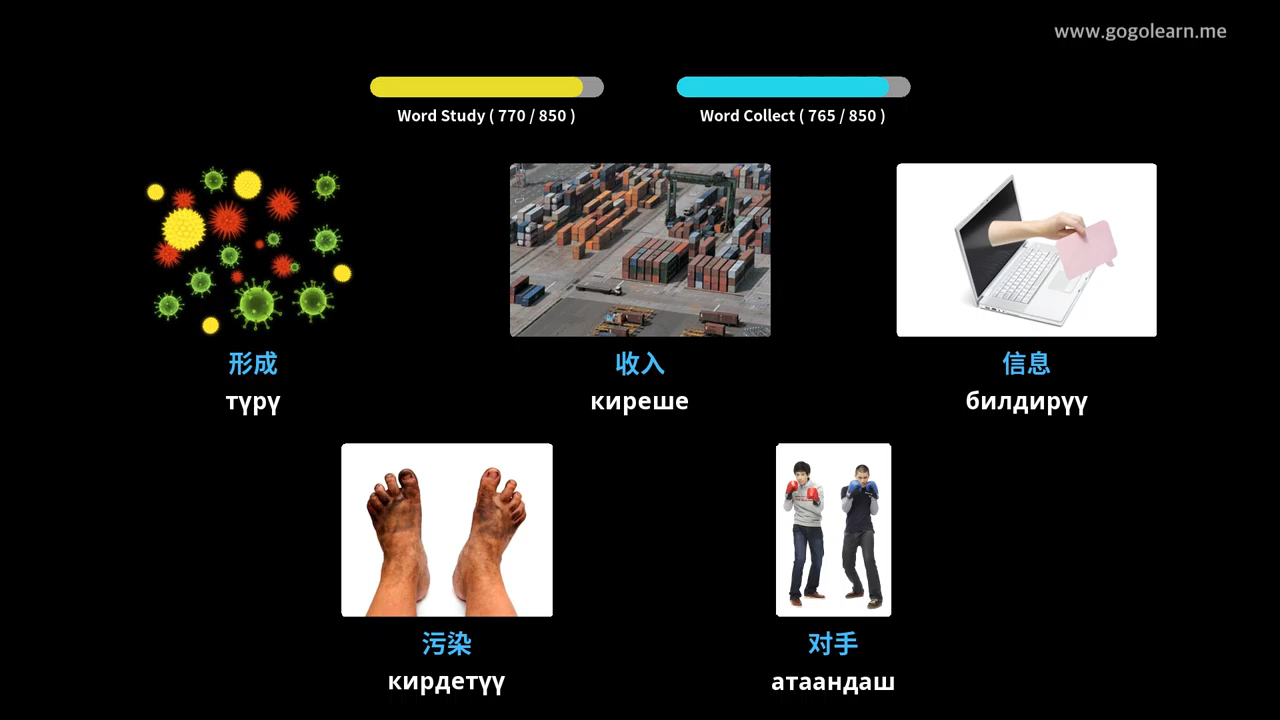 www.gogolearn.me
Word Study ( 770 / 850 )
Word Collect ( 765 / 850 )
形成
түрү
收入
киреше
信息
билдирүү
污染
кирдетүү
对手
атаандаш